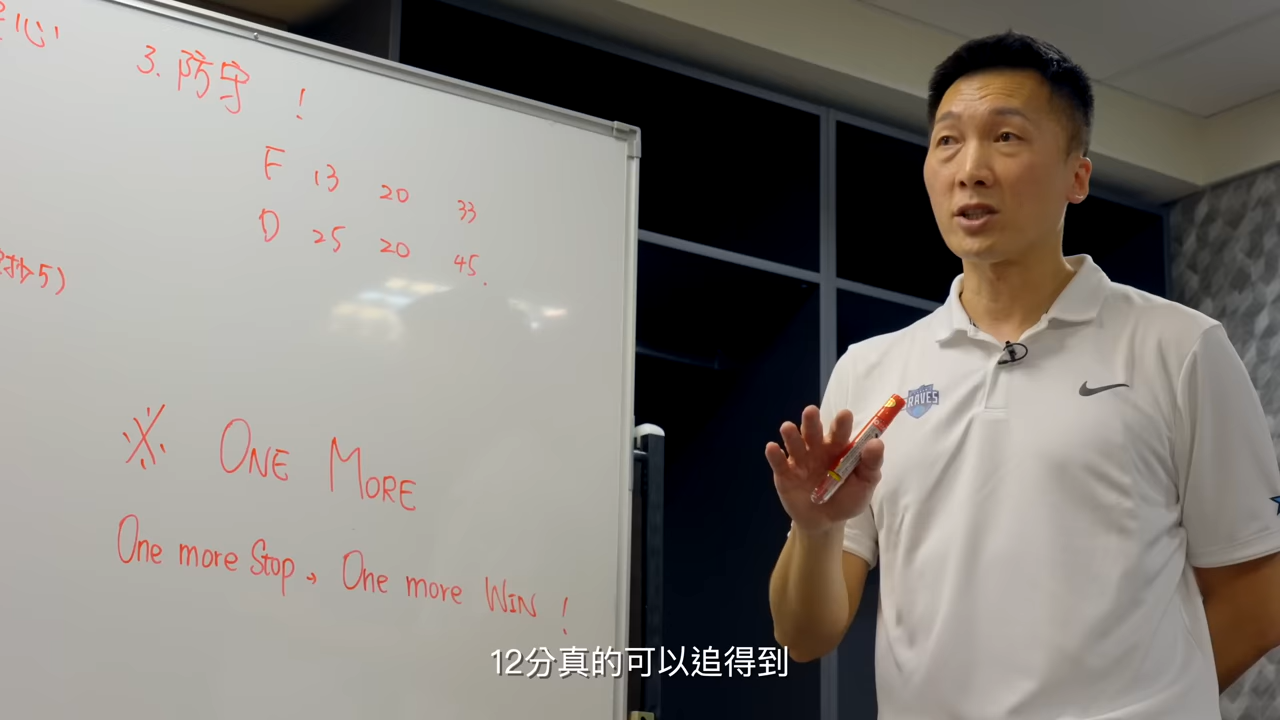 心
3. 防守 !
F 13 20 33
D 25 20 45.
抄5)
※ ONE MORE
One more Stop, One more WIN !
RAVES
12分真的可以追得到